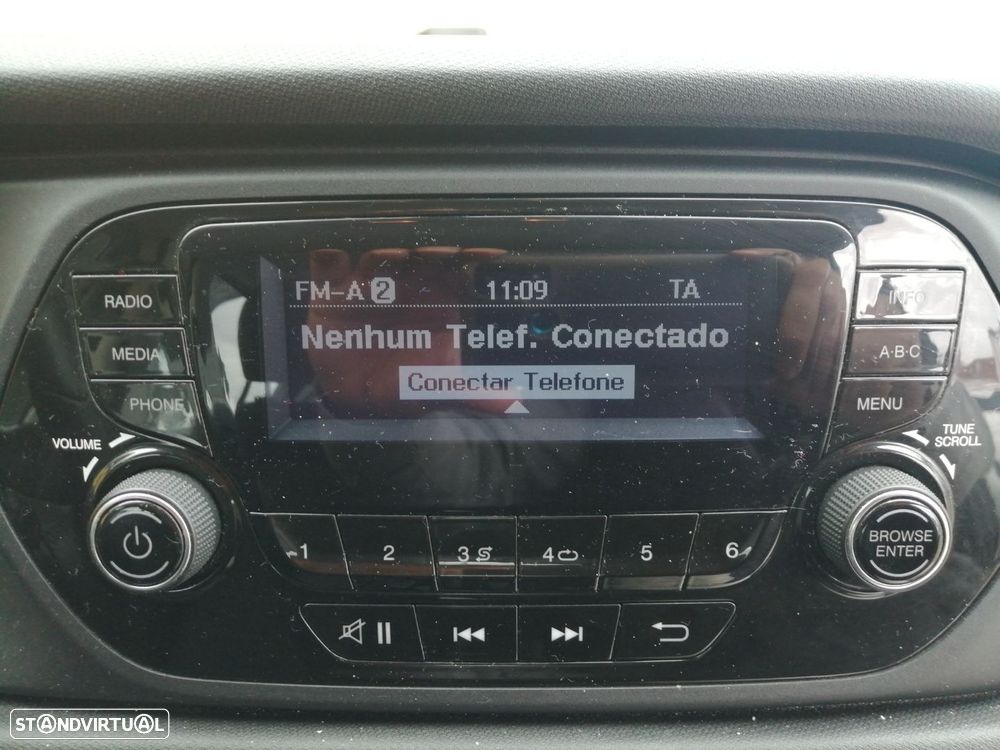 FM-A 2 11:09 TA
Nenhum Telef. Conectado
Conectar Telefone
RADIO
MEDIA
PHONE
INFO
A·B·C
MENU
VOLUME
TUNE
SCROLL
BROWSE
ENTER
1 2 3 4 5 6
STANDVIRTUAL